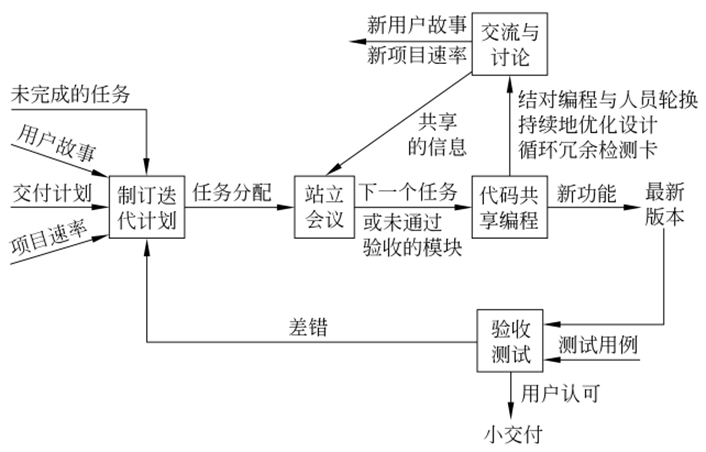 新用户故事
新项目速率
交流与
讨论
未完成的任务
用户故事
交付计划
项目速率
制订迭
代计划
任务分配
共享
的信息
站立
会议
下一个任务
或未通过
验收的模块
结对编程与人员轮换
持续地优化设计
循环冗余检测卡
代码共
享编程
新功能
最新
版本
差错
验收
测试
测试用例
用户认可
小交付